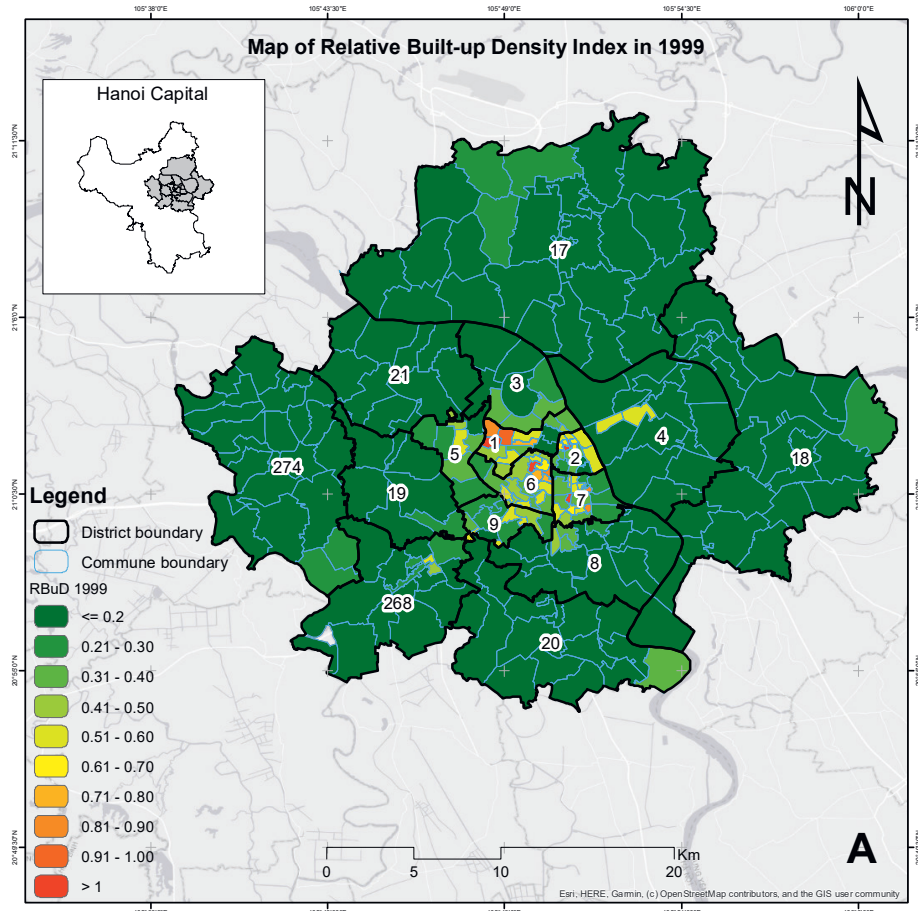 105°38'0"E 105°43'30"E 105°49'0"E 105°54'30"E 106°0'0"E
Map of Relative Built-up Density Index in 1999
Hanoi Capital
N
17
21
3
4
1
5
2
18
274
6
19
7
9
8
268
20
Legend
District boundary
Commune boundary
RBuD 1999
<= 0.2
0.21 - 0.30
0.31 - 0.40
0.41 - 0.50
0.51 - 0.60
0.61 - 0.70
0.71 - 0.80
0.81 - 0.90
0.91 - 1.00
> 1
Km
0 5 10 20
A
Esri, HERE, Garmin, (c) OpenStreetMap contributors, and the GIS user community